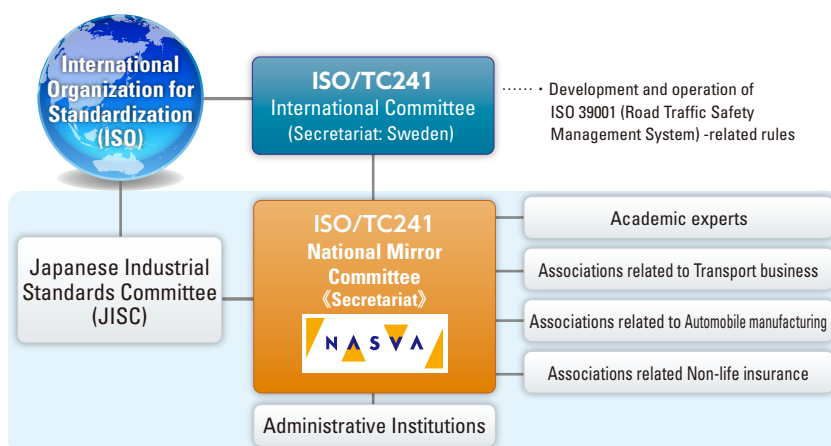 International
Organization for
Standardization
(ISO)
ISO/TC241
International Committee
(Secretariat: Sweden)
……・Development and operation of
ISO 39001 (Road Traffic Safety
Management System) -related rules
Japanese Industrial
Standards Committee
(JISC)
ISO/TC241
National Mirror
Committee
《Secretariat》
NASVA
Academic experts
Associations related to Transport business
Associations related to Automobile manufacturing
Associations related Non-life insurance
Administrative Institutions